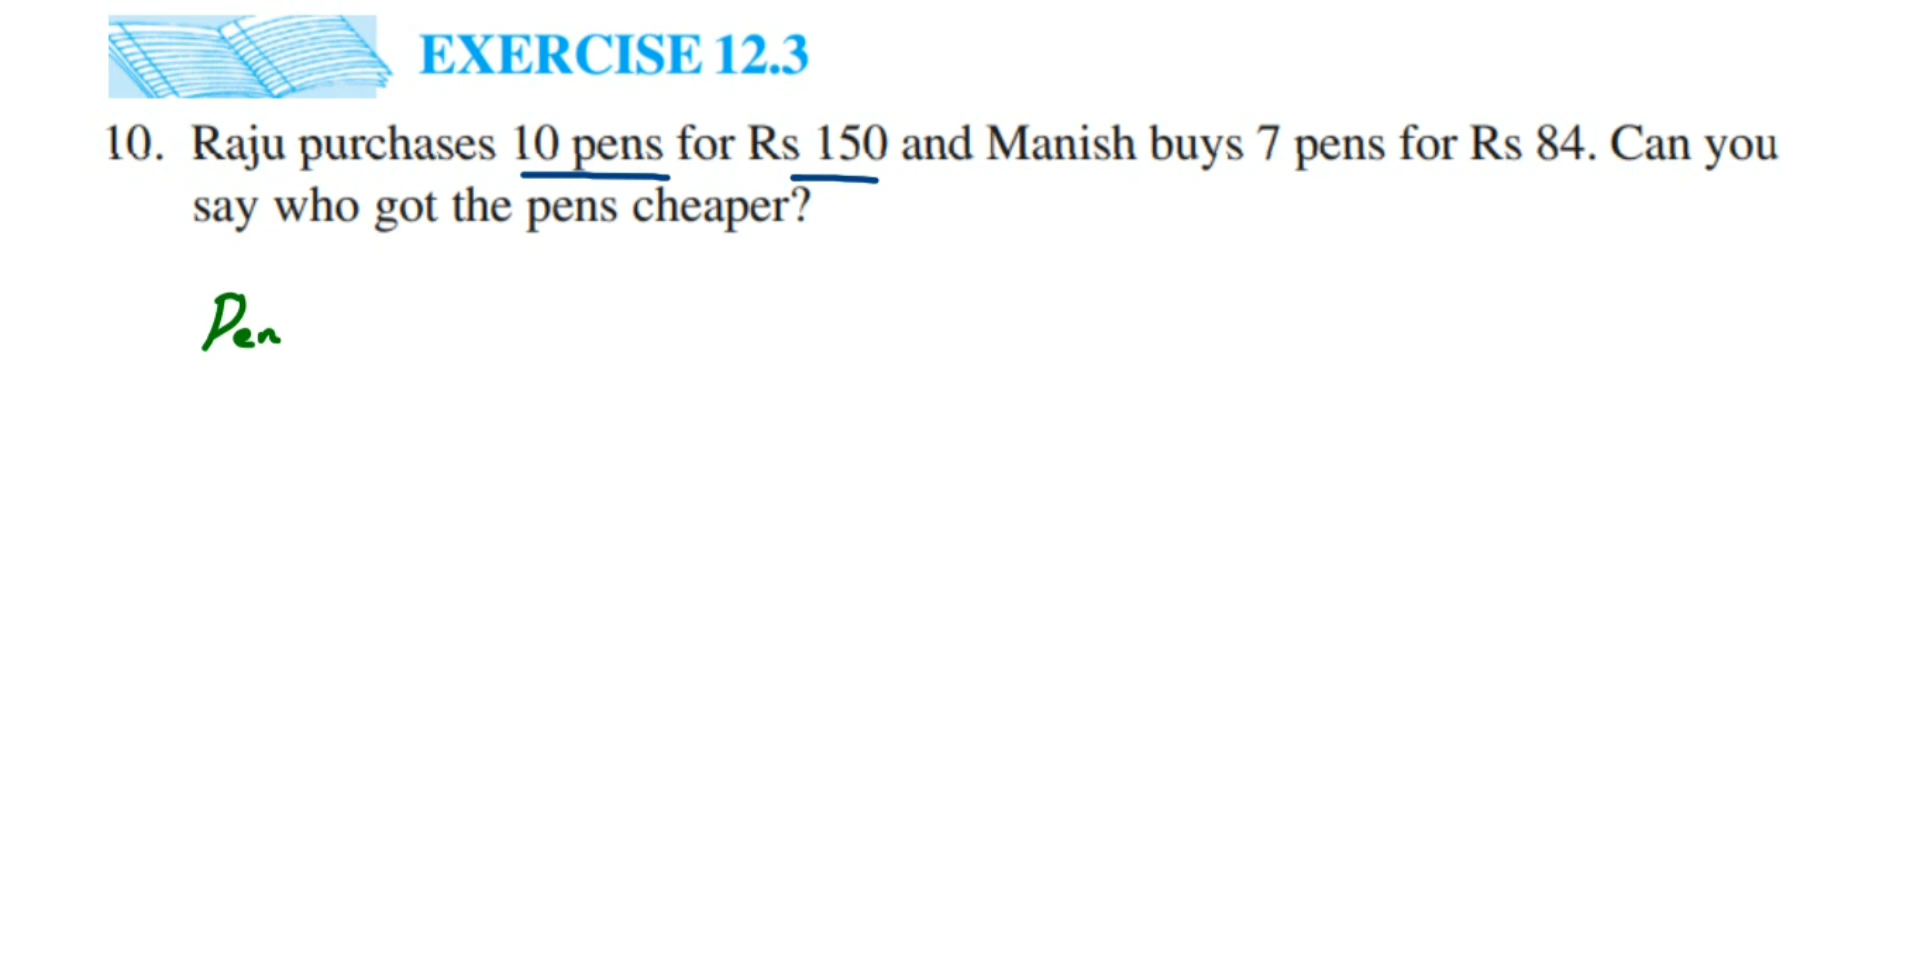 EXERCISE 12.3
10. Raju purchases 10 pens for Rs 150 and Manish buys 7 pens for Rs 84. Can you
say who got the pens cheaper?
Pen